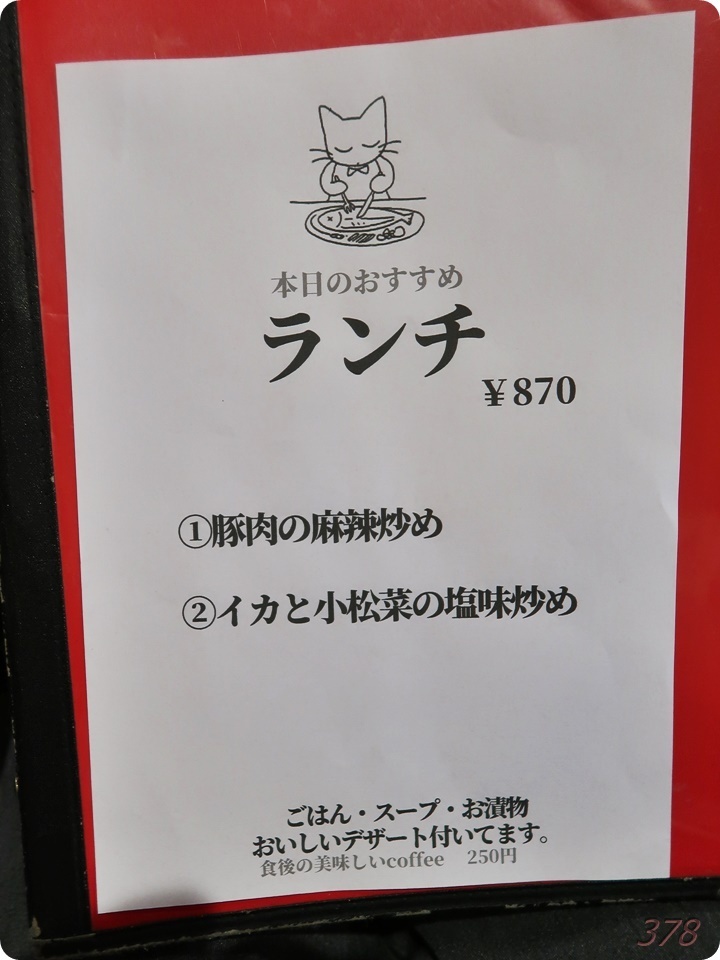 本日のおすすめ
ランチ
¥870
①豚肉の麻辣炒め
②イカと小松菜の塩味炒め
ごはん・スープ・お漬物
おいしいデザート付いてます。
食後の美味しいcoffee 250円
378